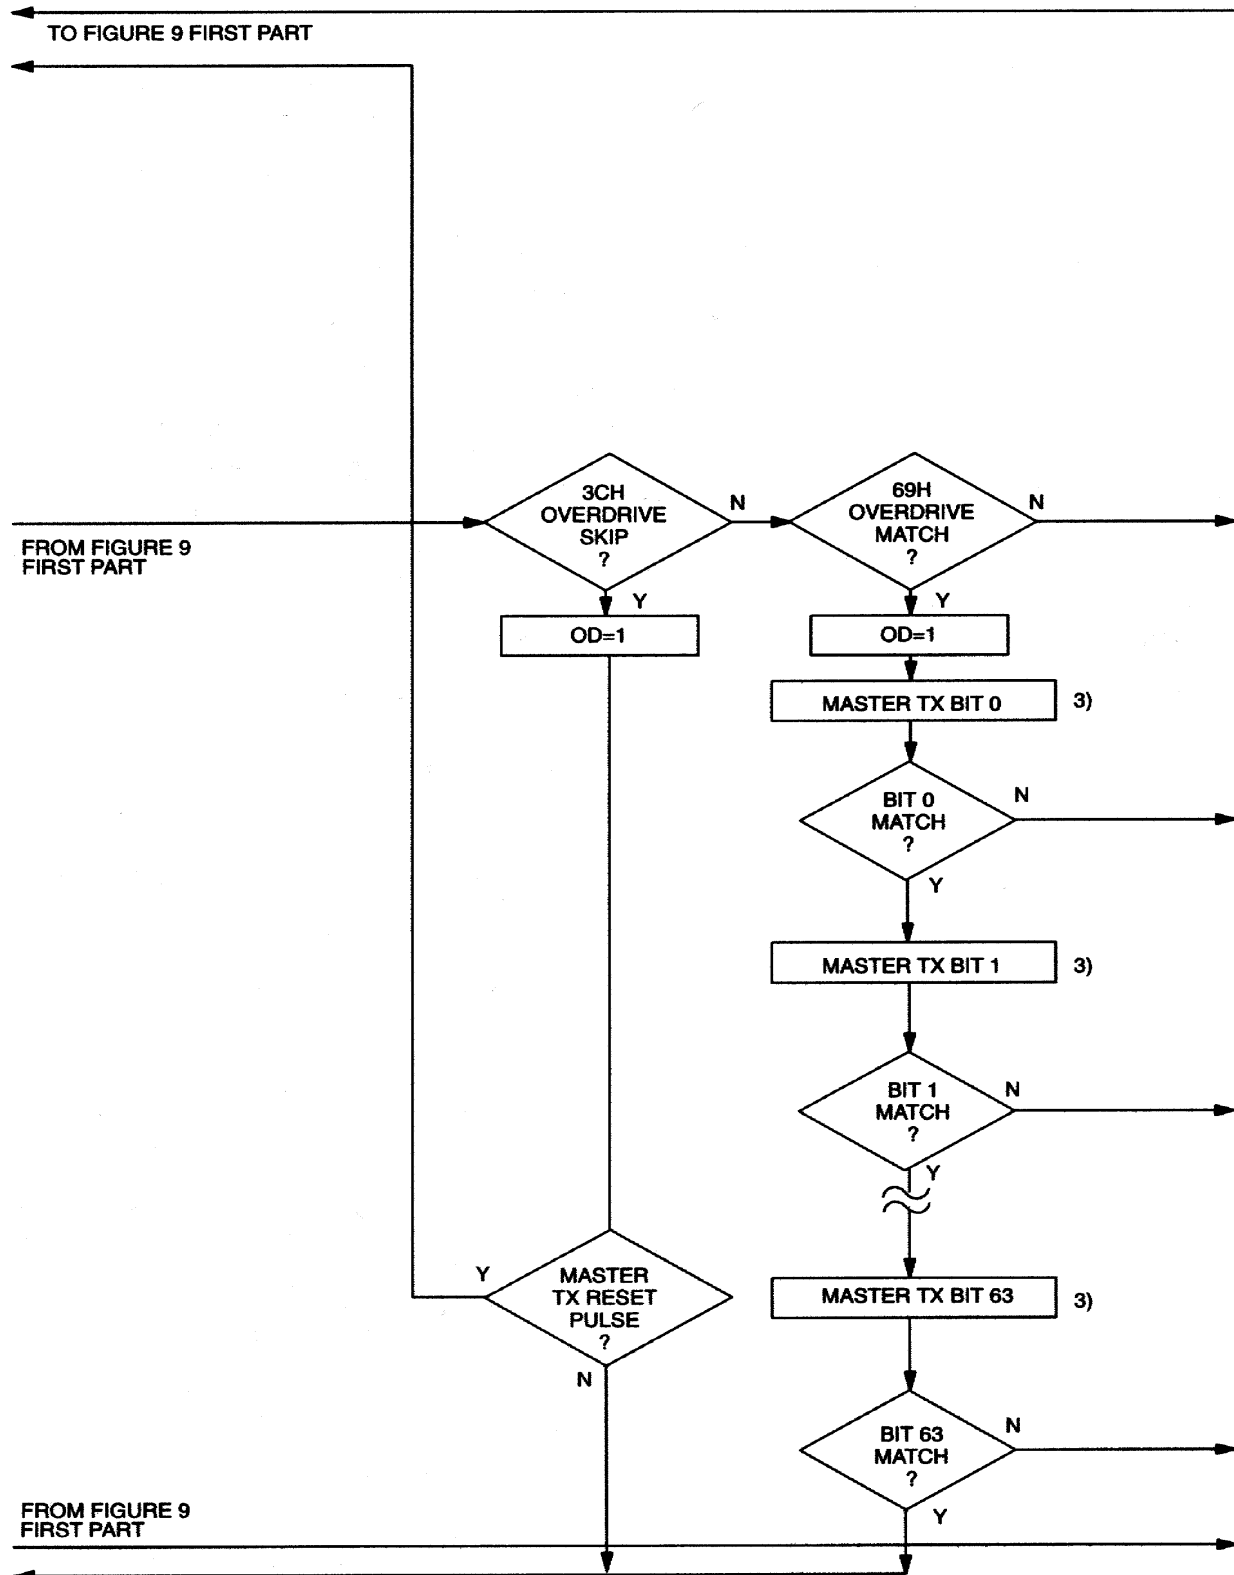 TO FIGURE 9 FIRST PART
3CH
OVERDRIVE
SKIP
?
N
69H
OVERDRIVE
MATCH
?
N
FROM FIGURE 9
FIRST PART
Y
Y
OD=1
OD=1
MASTER TX BIT 0
3)
BIT 0
MATCH
?
N
Y
MASTER TX BIT 1
3)
BIT 1
MATCH
?
N
Y
MASTER
TX RESET
PULSE
?
Y
N
MASTER TX BIT 63
3)
BIT 63
MATCH
?
N
Y
FROM FIGURE 9
FIRST PART